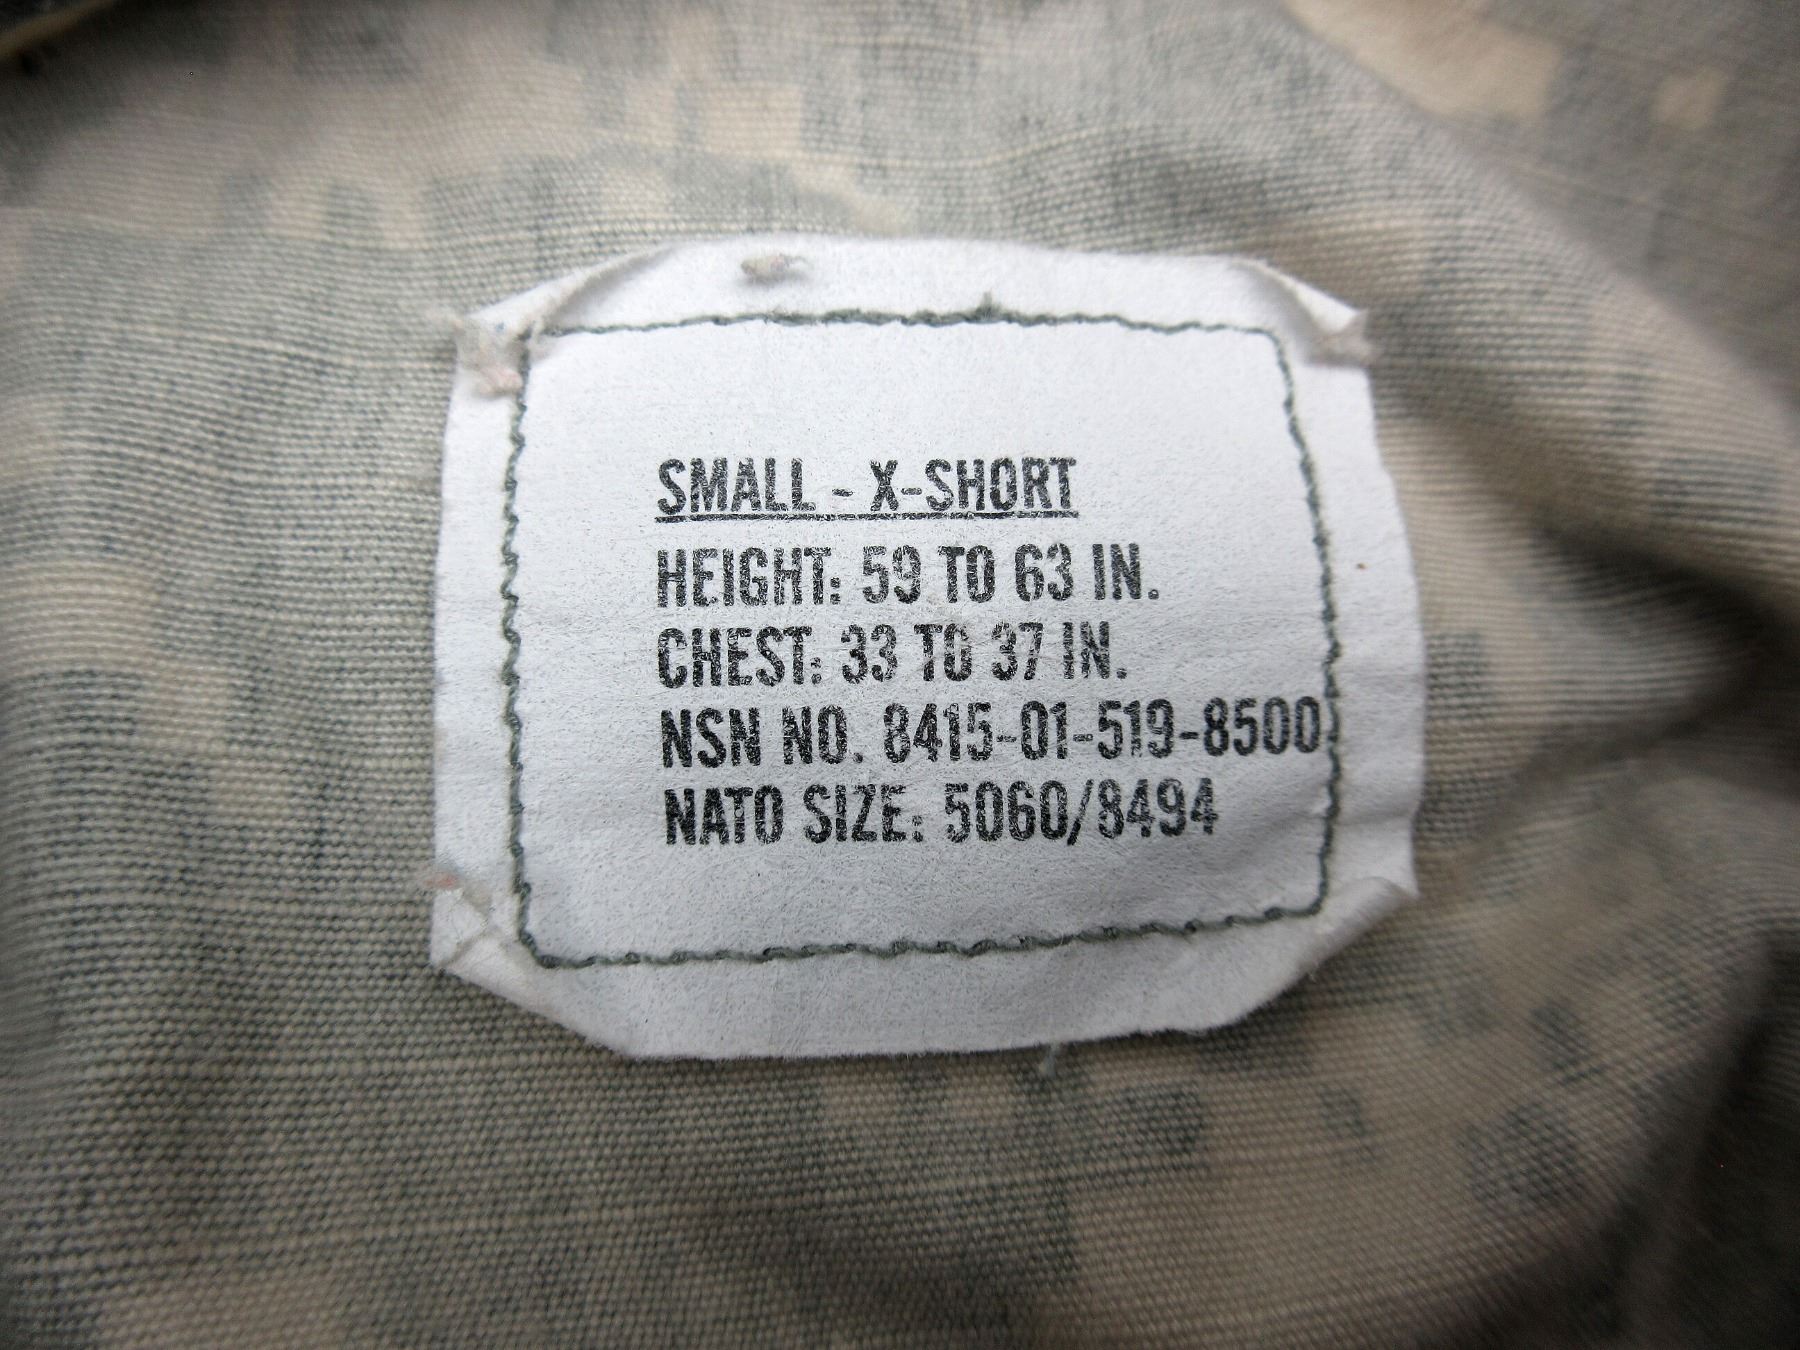 SMALL - X-SHORT
HEIGHT: 59 TO 63 IN.
CHEST: 33 TO 37 IN.
NSN NO. 8415-01-519-8500
NATO SIZE: 5060/8494